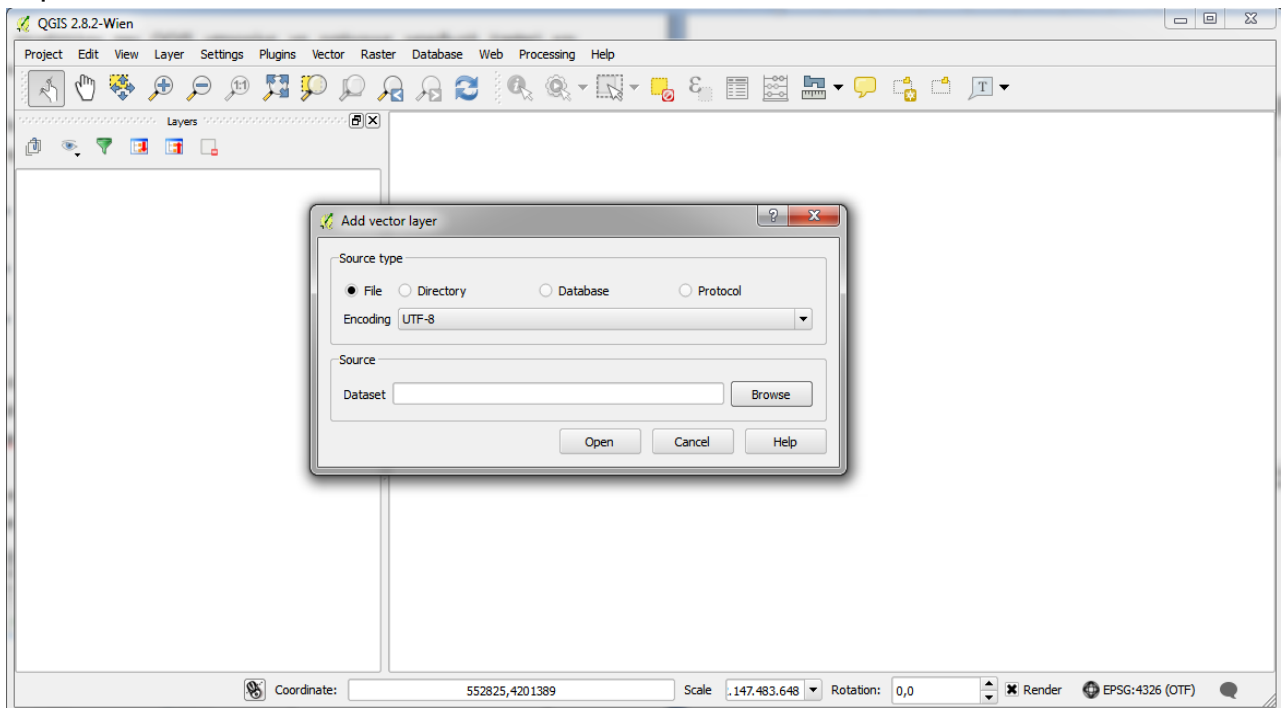 QGIS 2.8.2-Wien
Project Edit View Layer Settings Plugins Vector Raster Database Web Processing Help
Layers
Add vector layer
Source type
File Directory Database Protocol
Encoding UTF-8
Source
Dataset Browse
Open Cancel Help
Coordinate: 552825,4201389 Scale .147.483.648 Rotation: 0,0 Render EPSG:4326 (OTF)